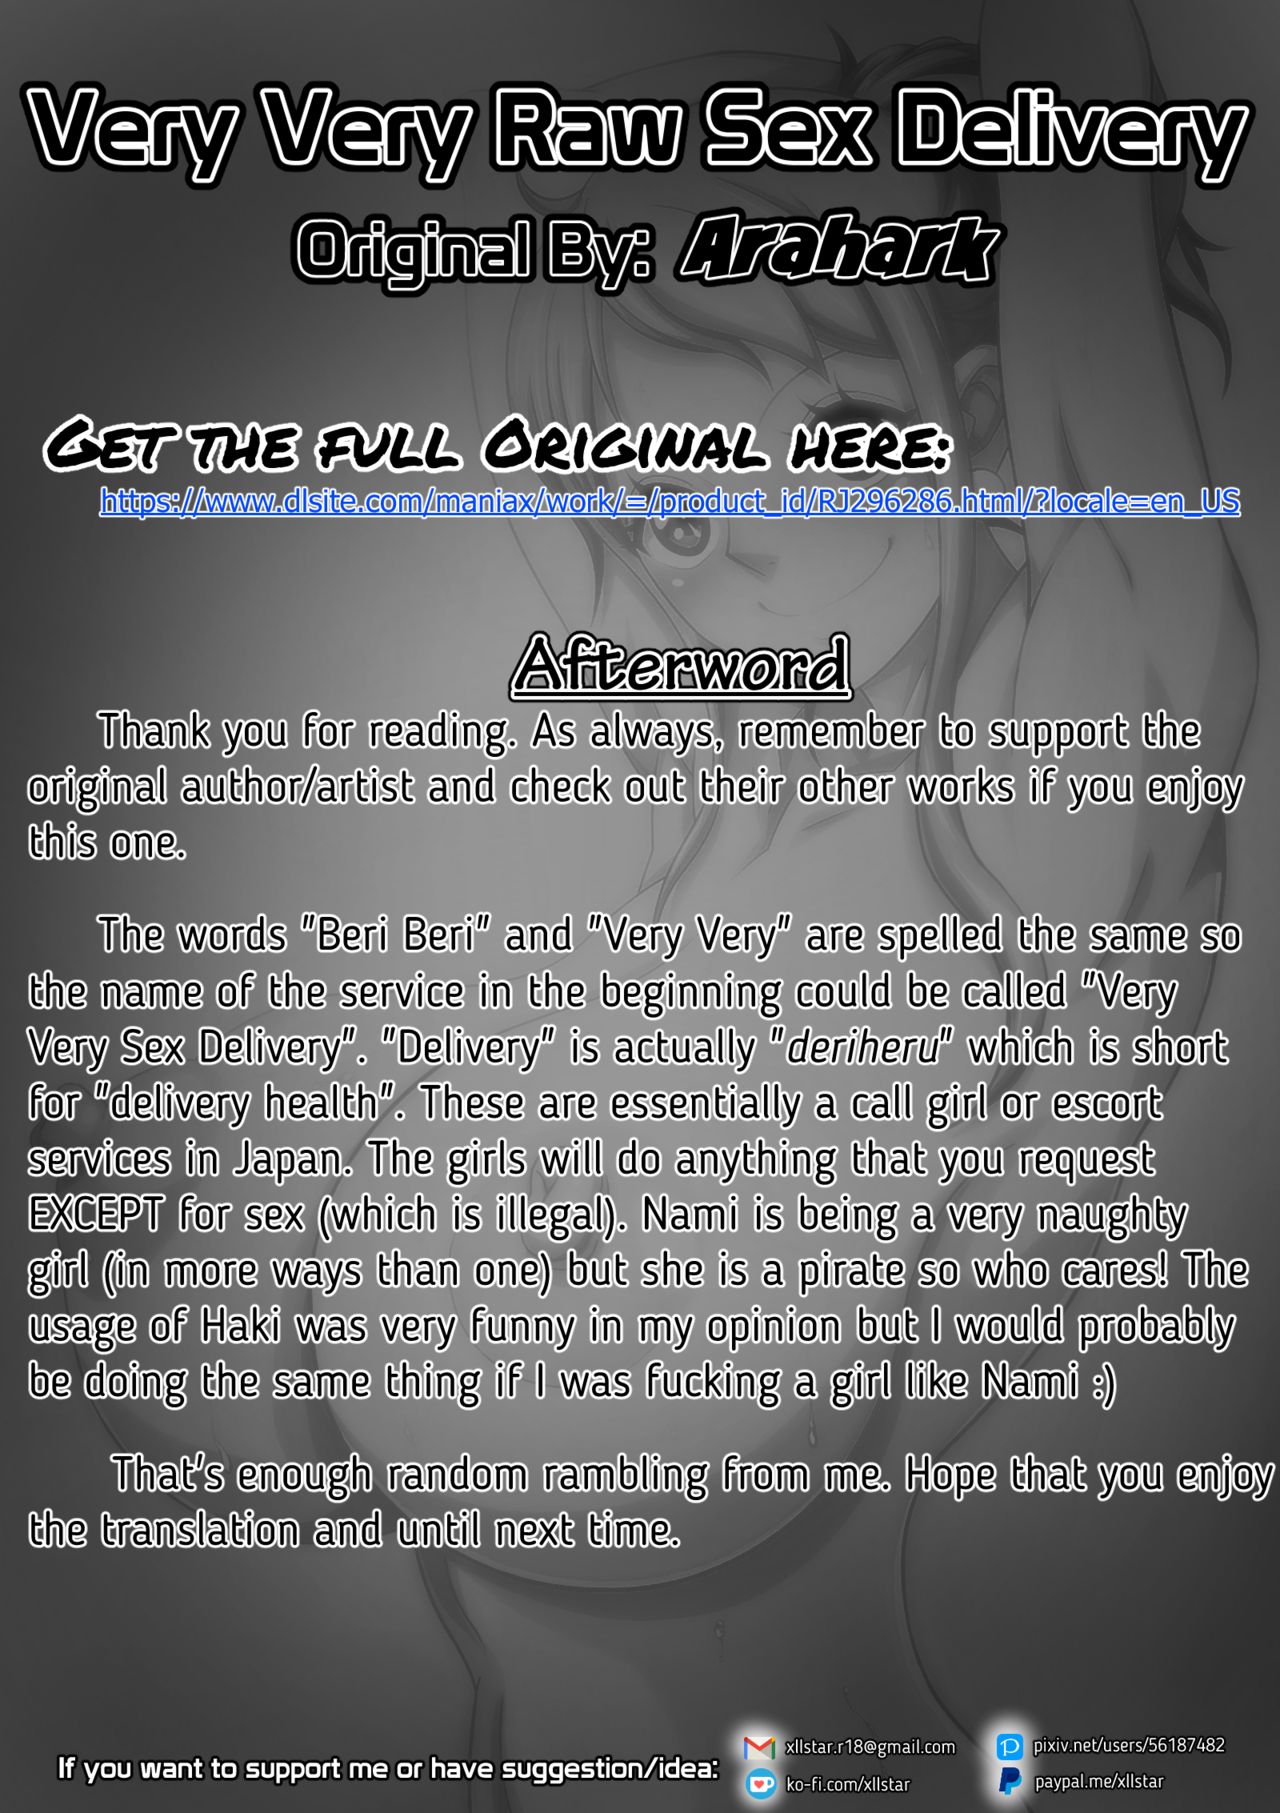 Very Very Raw Sex Delivery
Original By: Arahark
Get the full Original here:
https://www.dlsite.com/maniax/work/=/product_id/RJ296286.html/?locale=en_US
Afterword
Thank you for reading. As always, remember to support the
original author/artist and check out their other works if you enjoy
this one.
The words "Beri Beri" and "Very Very" are spelled the same so
the name of the service in the beginning could be called "Very
Very Sex Delivery". "Delivery" is actually "deriheru" which is short
for "delivery health". These are essentially a call girl or escort
services in Japan. The girls will do anything that you request
EXCEPT for sex (which is illegal). Nami is being a very naughty
girl (in more ways than one) but she is a pirate so who cares! The
usage of Haki was very funny in my opinion but I would probably
be doing the same thing if I was fucking a girl like Nami :)
That's enough random rambling from me. Hope that you enjoy
the translation and until next time.
If you want to support me or have suggestion/idea:
xllstar.r18@gmail.com
pixiv.net/users/56187482
ko-fi.com/xllstar
paypal.me/xllstar